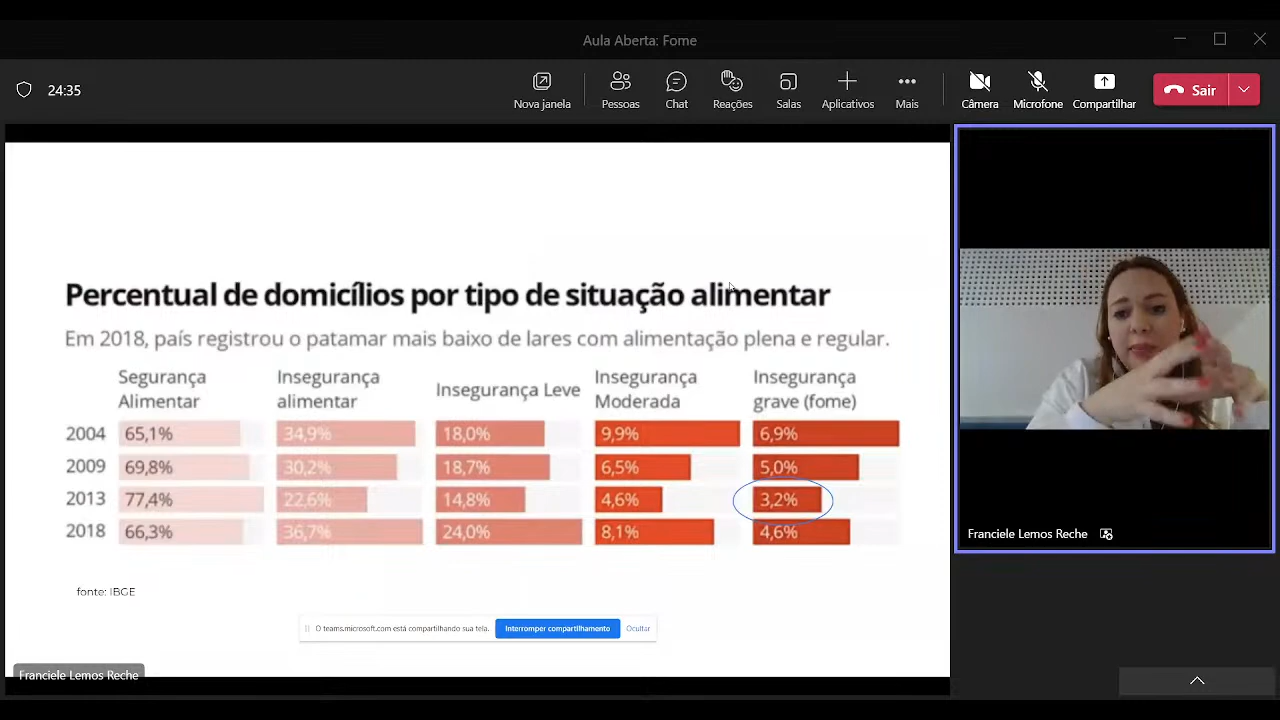 Aula Aberta: Fome
24:35
Nova janela
Pessoas
Chat
Reações
Salas
Aplicativos
Mais
Câmera
Microfone
Compartilhar
Sair
Percentual de domicílios por tipo de situação alimentar
Em 2018, país registrou o patamar mais baixo de lares com alimentação plena e regular.
Segurança Alimentar
Insegurança alimentar
Insegurança Leve
Insegurança Moderada
Insegurança grave (fome)
2004 65,1% 34,9% 18,0% 9,9% 6,9%
2009 69,8% 30,2% 18,7% 6,5% 5,0%
2013 77,4% 22,6% 14,8% 4,6% 3,2%
2018 66,3% 36,7% 24,0% 8,1% 4,6%
fonte: IBGE
O teams.microsoft.com está compartilhando sua tela. Interromper compartilhamento Ocultar
Franciele Lemos Reche
Franciele Lemos Reche